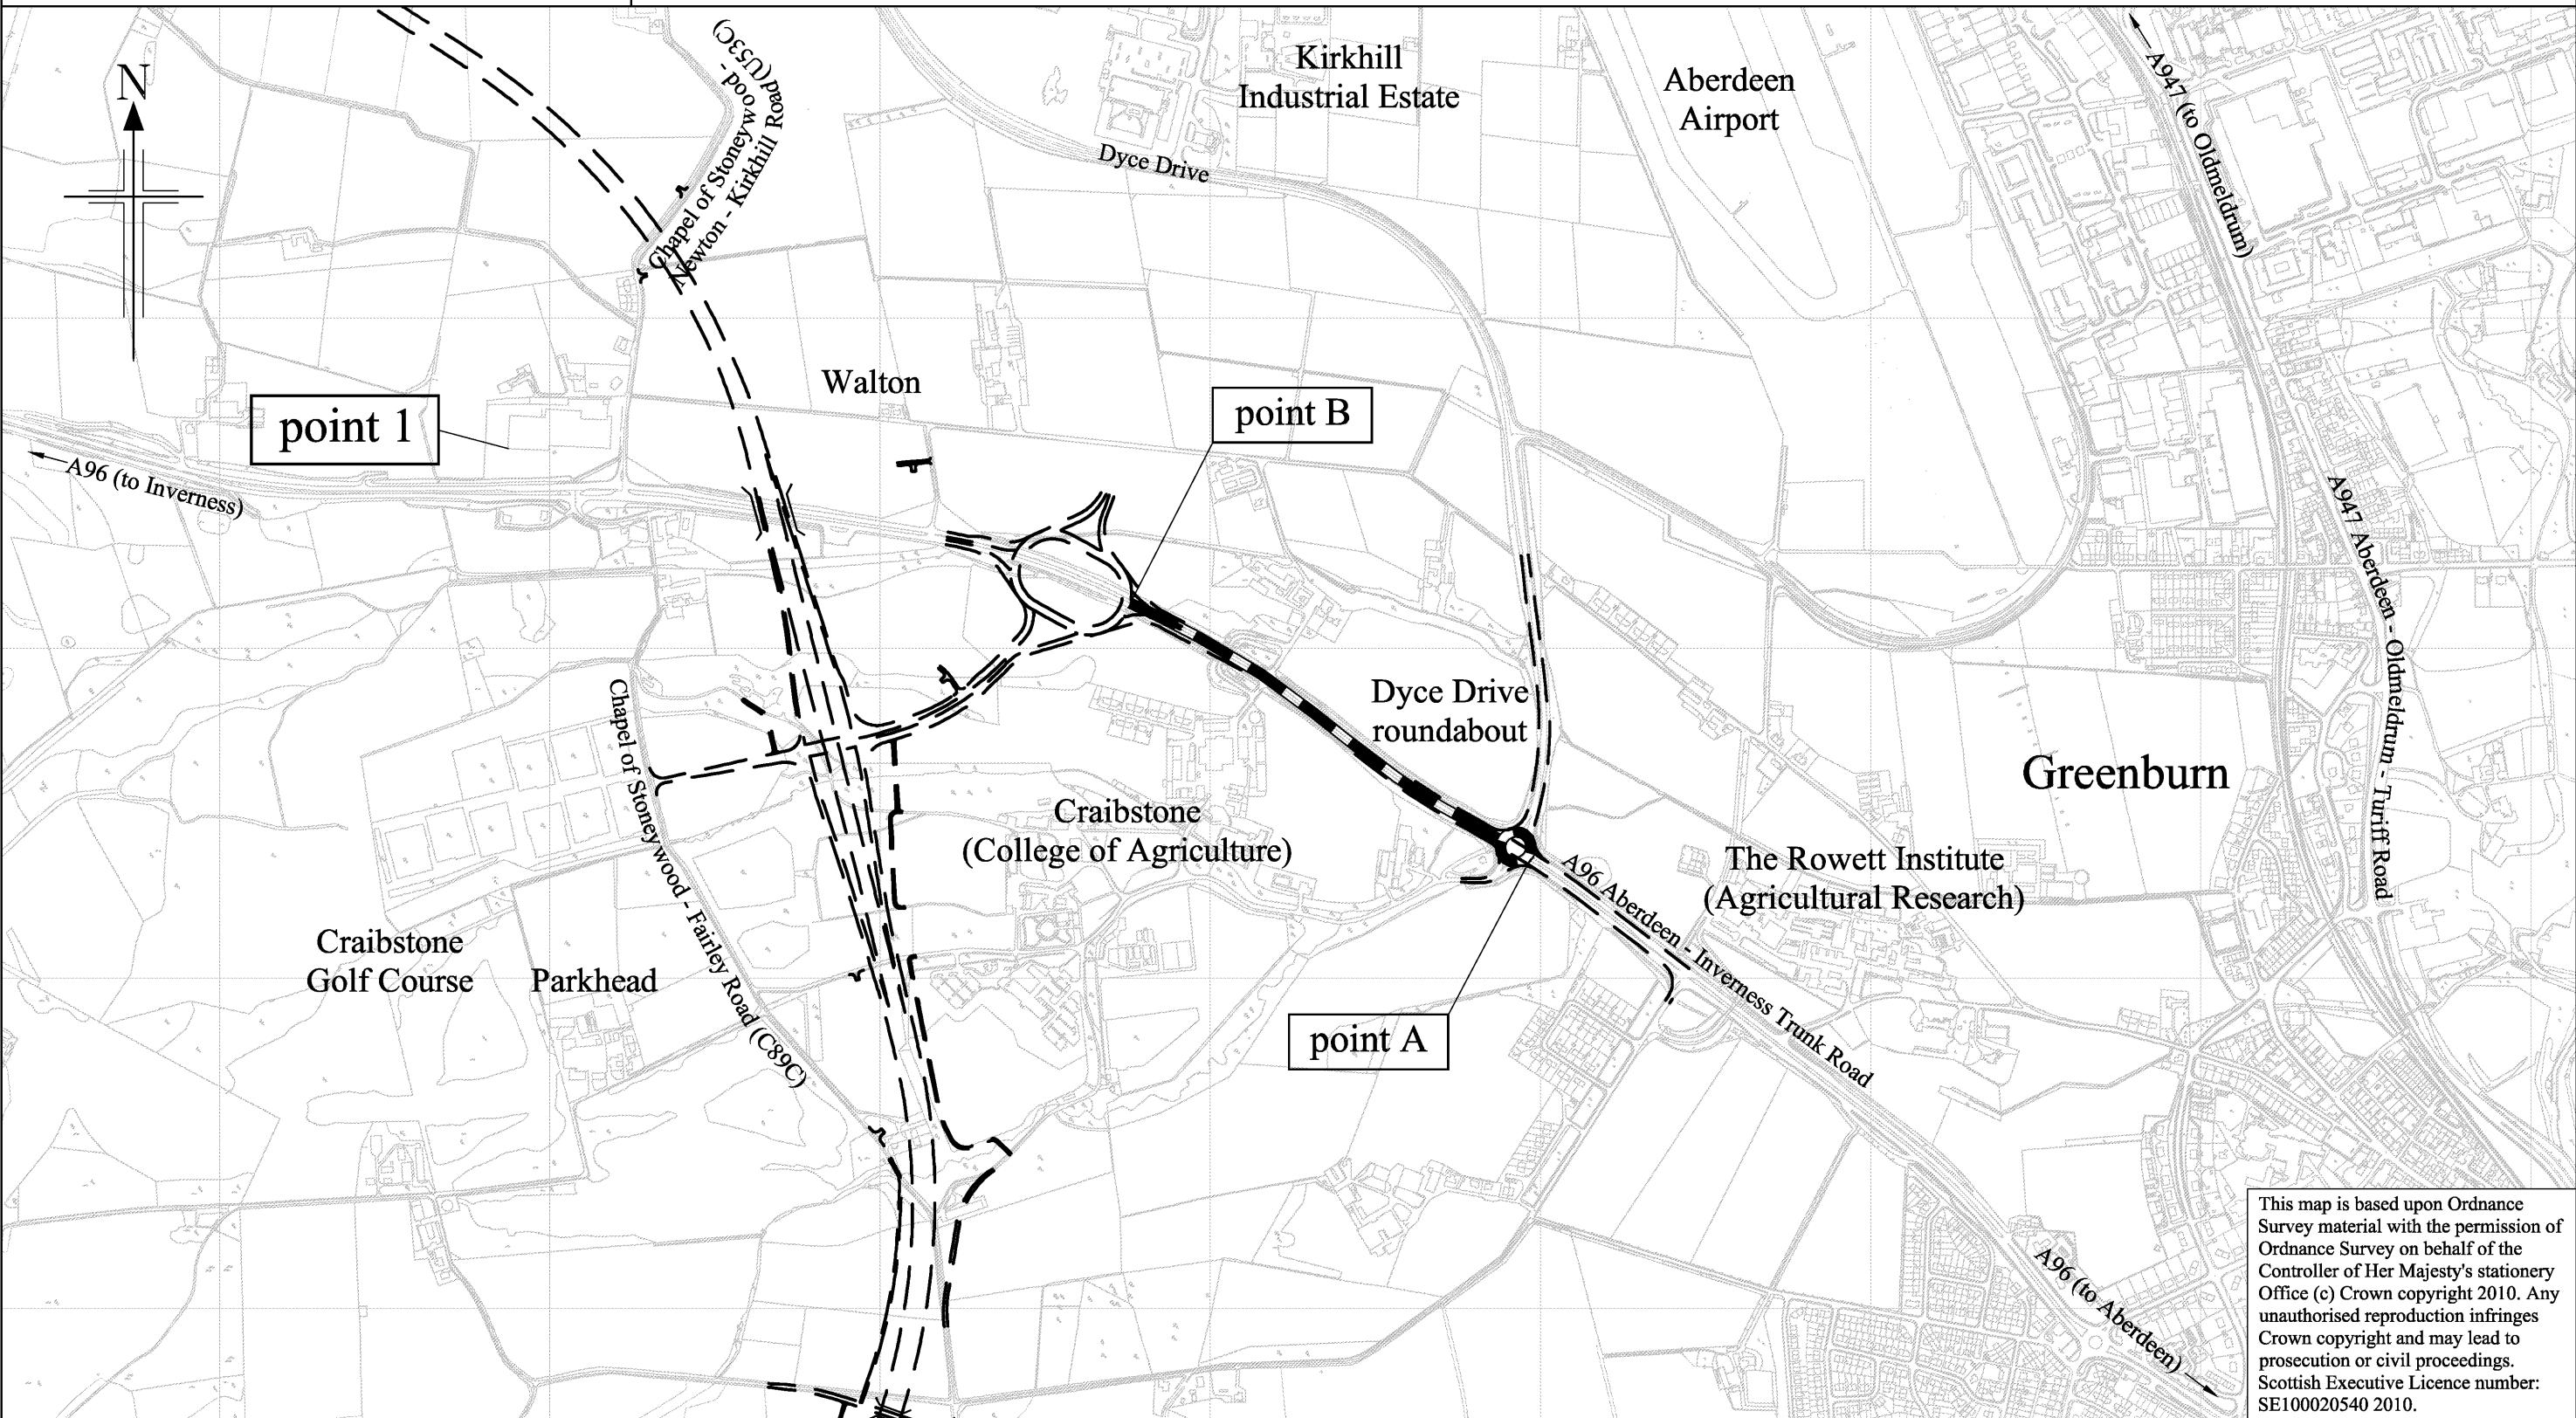 N
Chapel of Stoneywood -
Newton - Kirkhill Road (U53C)
Kirkhill
Industrial Estate
Aberdeen
Airport
A947 (to Oldmeldrum)
Dyce Drive
Walton
point 1
point B
A96 (to Inverness)
A947 Aberdeen - Oldmeldrum - Turiff Road
Dyce Drive
roundabout
Greenburn
Chapel of Stoneywood - Fairley Road (C89C)
Craibstone
(College of Agriculture)
The Rowett Institute
(Agricultural Research)
A96 Aberdeen - Inverness Trunk Road
Craibstone
Golf Course
Parkhead
point A
A96 (to Aberdeen)
This map is based upon Ordnance
Survey material with the permission of
Ordnance Survey on behalf of the
Controller of Her Majesty's stationery
Office (c) Crown copyright 2010. Any
unauthorised reproduction infringes
Crown copyright and may lead to
prosecution or civil proceedings.
Scottish Executive Licence number:
SE100020540 2010.